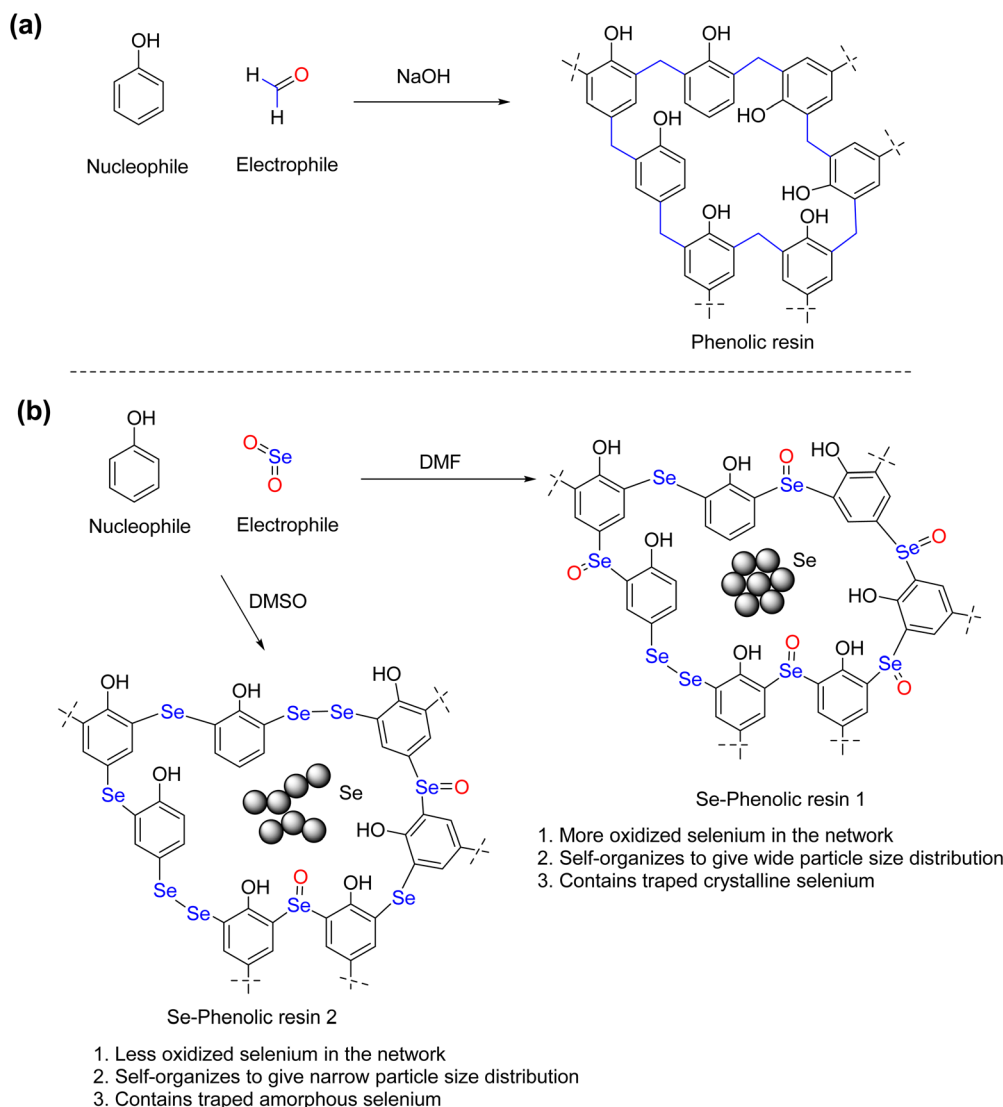 (a)
OH
H
O
H
Nucleophile
Electrophile
NaOH
OH
OH
HO
OH
HO
OH
OH
Phenolic resin
(b)
OH
O
Se
O
Nucleophile
Electrophile
DMF
DMSO
OH
Se
OH
O
Se
OH
Se
O
O
Se
OH
Se
HO
Se
Se
OH
O
Se
OH
Se
O
Se-Phenolic resin 1
1. More oxidized selenium in the network
2. Self-organizes to give wide particle size distribution
3. Contains traped crystalline selenium
OH
Se
OH
Se
Se
OH
Se
OH
Se
Se
O
HO
Se
Se
OH
O
Se
OH
Se
Se-Phenolic resin 2
1. Less oxidized selenium in the network
2. Self-organizes to give narrow particle size distribution
3. Contains traped amorphous selenium